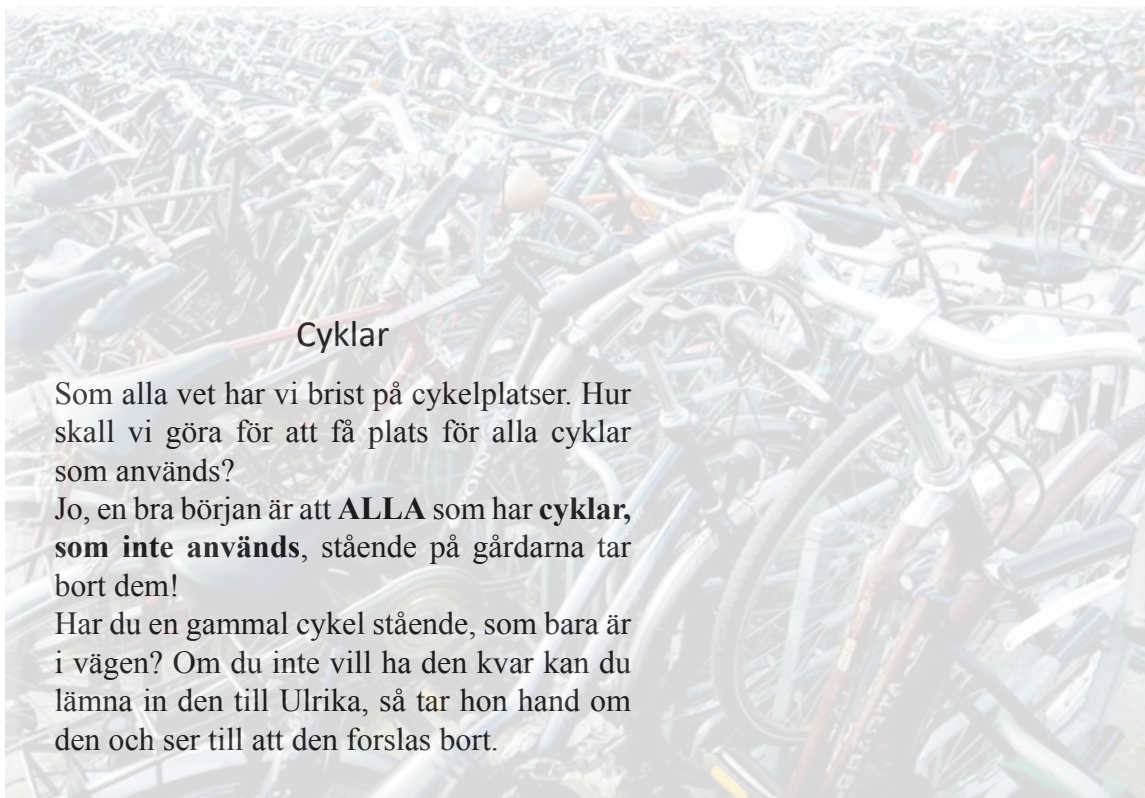 Cyklar
Som alla vet har vi brist på cykelplatser. Hur
skall vi göra för att få plats för alla cyklar
som används?
Jo, en bra början är att ALLA som har cyklar,
som inte används, stående på gårdarna tar
bort dem!
Har du en gammal cykel stående, som bara är
i vägen? Om du inte vill ha den kvar kan du
lämna in den till Ulrika, så tar hon hand om
den och ser till att den forslas bort.